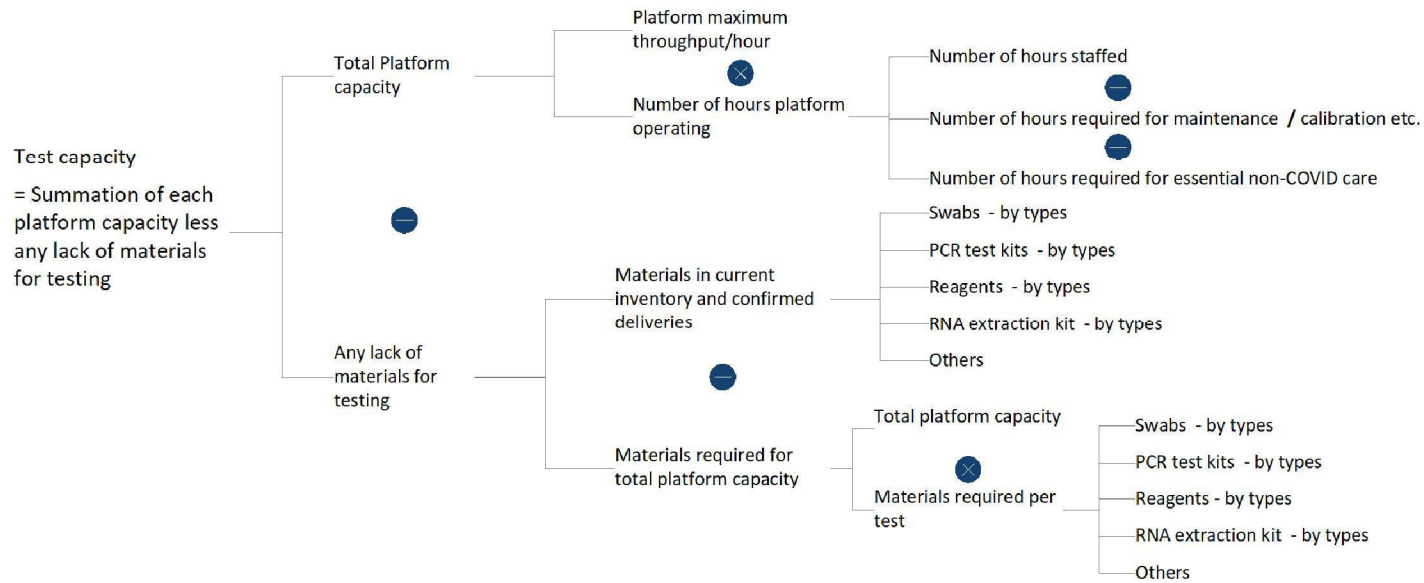 Test capacity
= Summation of each
platform capacity less
any lack of materials
for testing
Total Platform
capacity
Platform maximum
throughput/hour
Number of hours platform
operating
Number of hours staffed
Number of hours required for maintenance / calibration etc.
Number of hours required for essential non-COVID care
Any lack of
materials for
testing
Materials in current
inventory and confirmed
deliveries
Swabs - by types
PCR test kits - by types
Reagents - by types
RNA extraction kit - by types
Others
Materials required for
total platform capacity
Total platform capacity
Materials required per
test
Swabs - by types
PCR test kits - by types
Reagents - by types
RNA extraction kit - by types
Others